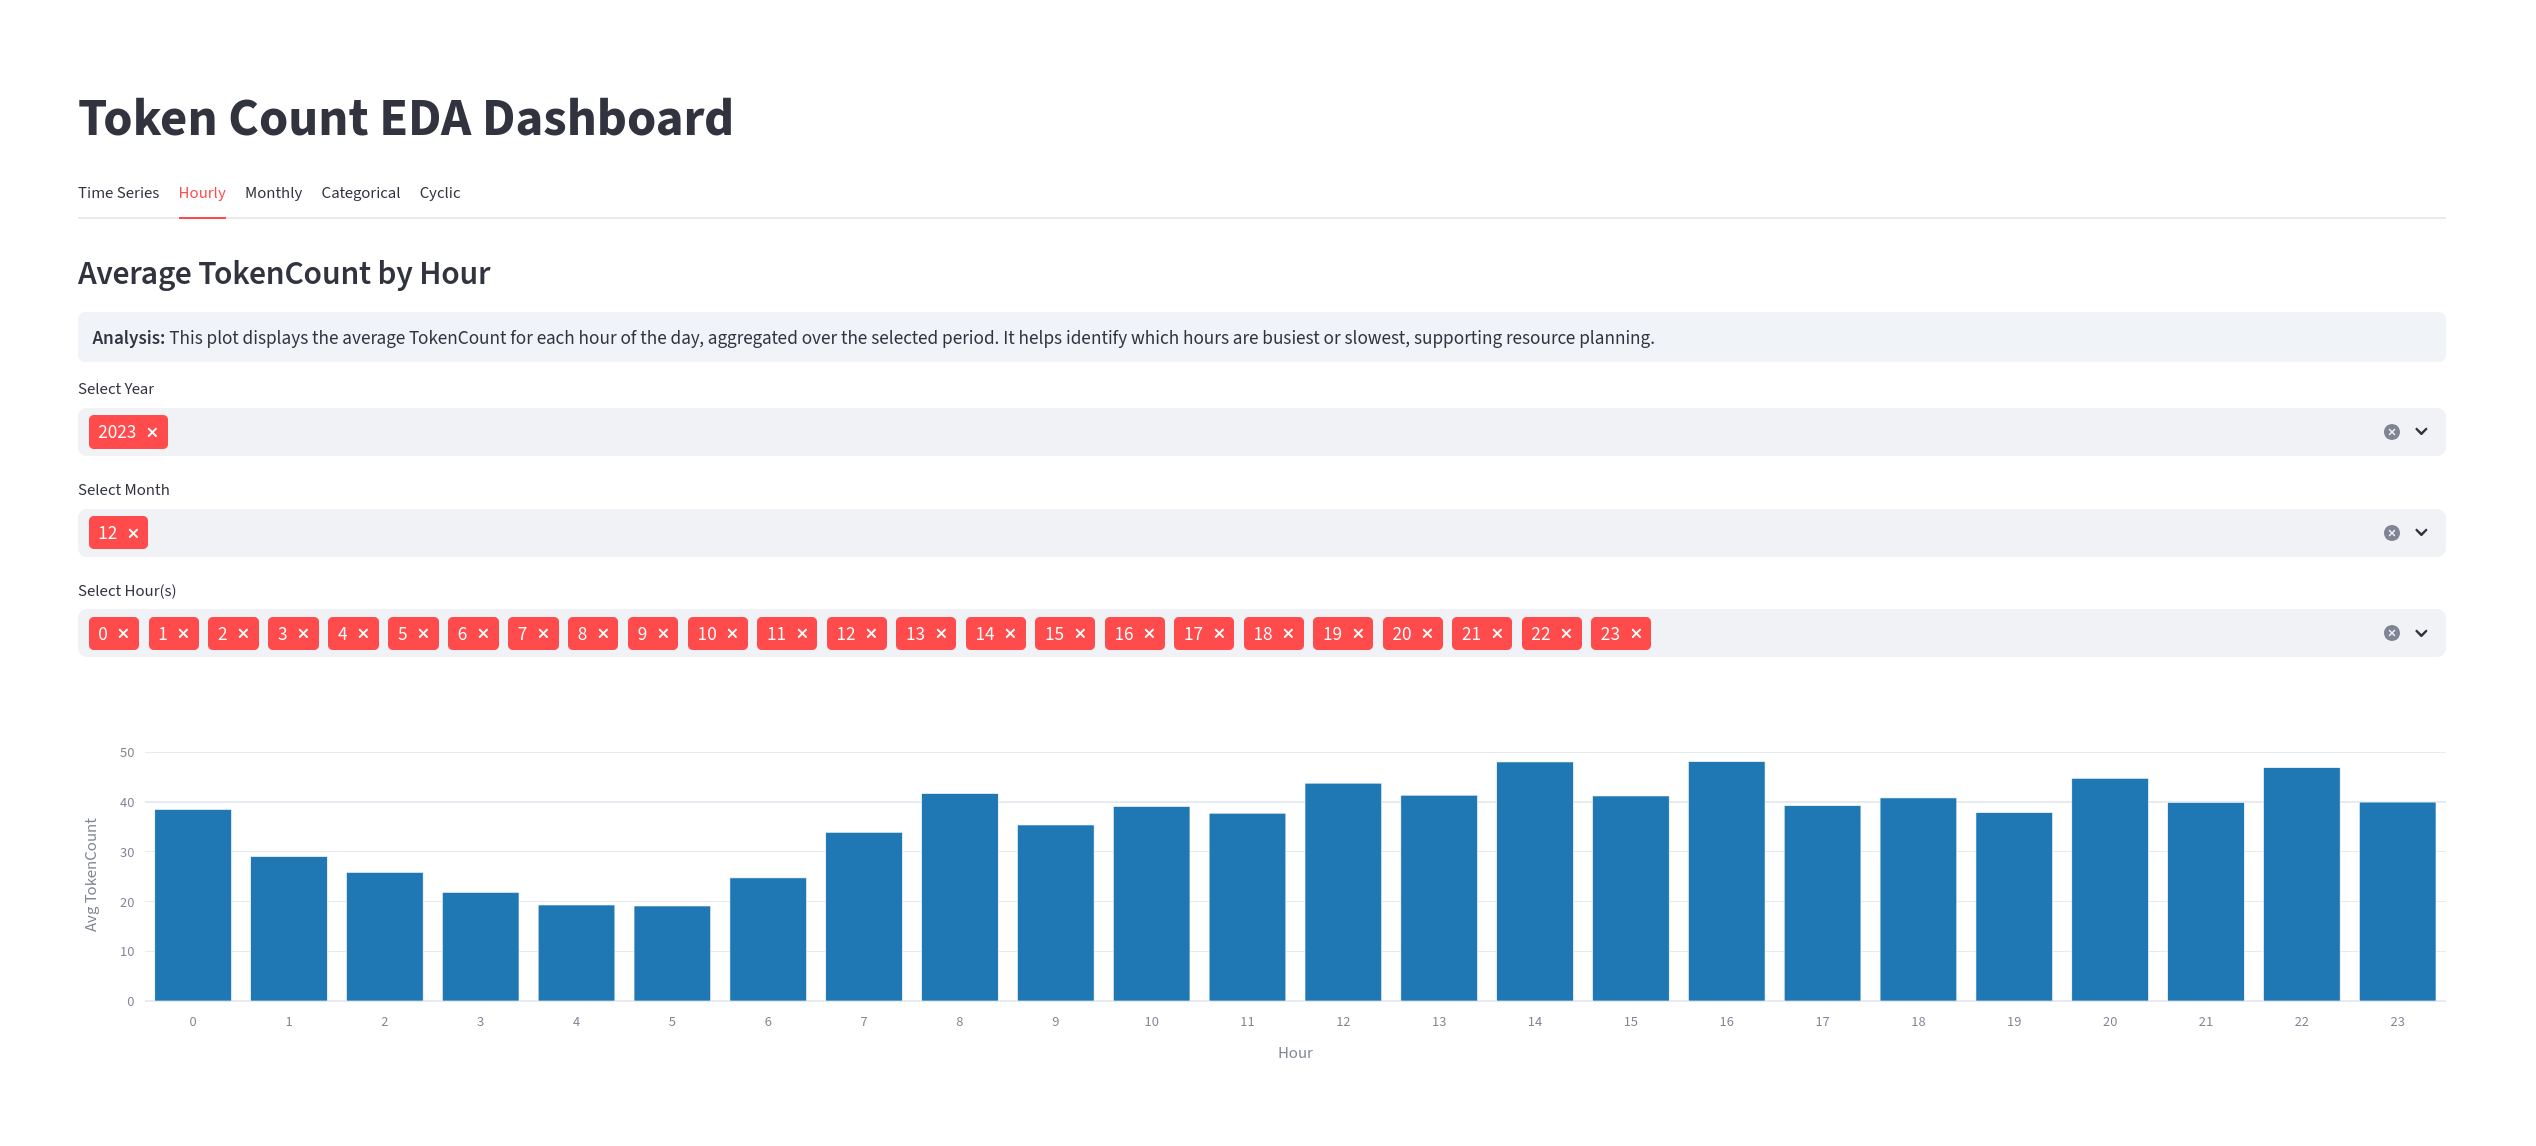 Token Count EDA Dashboard
Time Series Hourly Monthly Categorical Cyclic
Average TokenCount by Hour
Analysis: This plot displays the average TokenCount for each hour of the day, aggregated over the selected period. It helps identify which hours are busiest or slowest, supporting resource planning.
Select Year
2023
Select Month
12
Select Hour(s)
0 1 2 3 4 5 6 7 8 9 10 11 12 13 14 15 16 17 18 19 20 21 22 23
50
40
30
20
10
0
Avg TokenCount
0 1 2 3 4 5 6 7 8 9 10 11 12 13 14 15 16 17 18 19 20 21 22 23
Hour